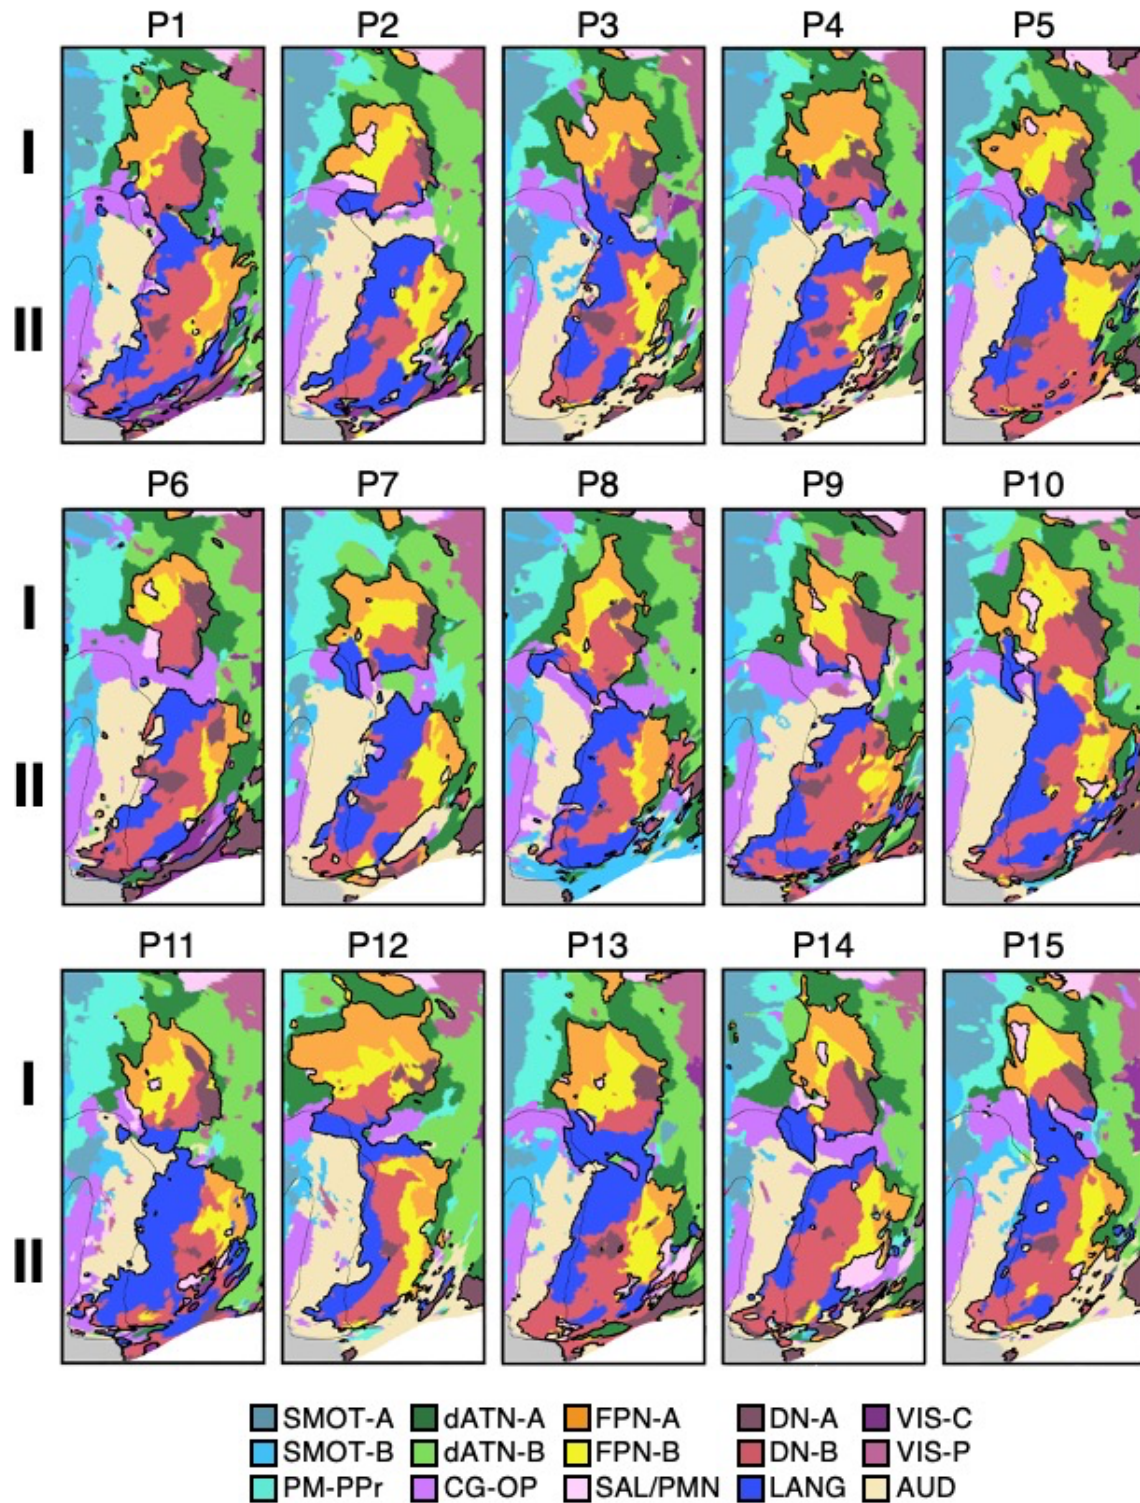 P1 P2 P3 P4 P5
I
II
P6 P7 P8 P9 P10
I
II
P11 P12 P13 P14 P15
I
II
SMOT-A dATN-A FPN-A DN-A VIS-C
SMOT-B dATN-B FPN-B DN-B VIS-P
PM-PPr CG-OP SAL/PMN LANG AUD